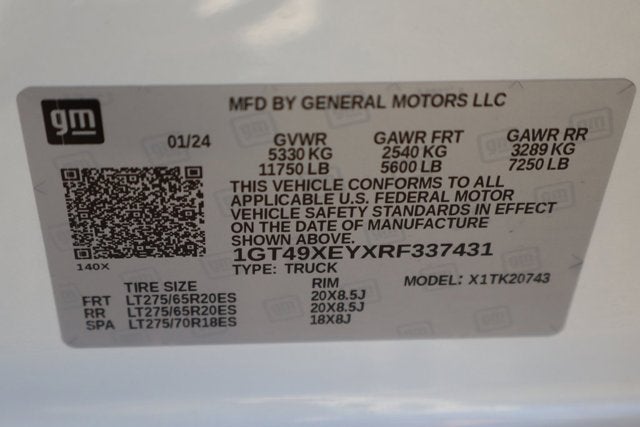 gm
MFD BY GENERAL MOTORS LLC
01/24 GVWR GAWR FRT GAWR RR
5330 KG 2540 KG 3289 KG
11750 LB 5600 LB 7250 LB
THIS VEHICLE CONFORMS TO ALL
APPLICABLE U.S. FEDERAL MOTOR
VEHICLE SAFETY STANDARDS IN EFFECT
ON THE DATE OF MANUFACTURE
SHOWN ABOVE.
140X 1GT49XEYXRF337431
TYPE: TRUCK MODEL: X1TK20743
TIRE SIZE RIM
FRT LT275/65R20ES 20X8.5J
RR LT275/65R20ES 20X8.5J
SPA LT275/70R18ES 18X8J